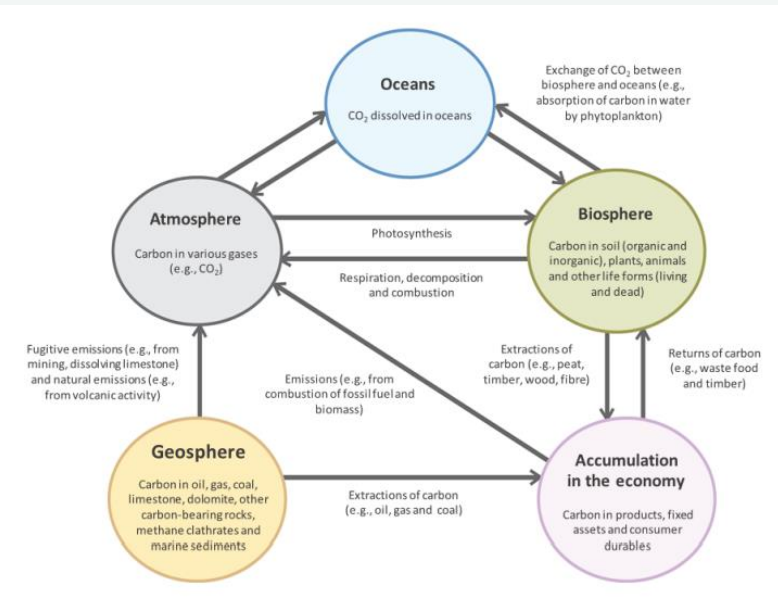 Oceans
CO₂ dissolved in oceans
Exchange of CO₂ between
biosphere and oceans (e.g.,
absorption of carbon in water
by phytoplankton)
Atmosphere
Carbon in various gases
(e.g., CO₂)
Photosynthesis
Respiration, decomposition
and combustion
Biosphere
Carbon in soil (organic and
inorganic), plants, animals
and other life forms (living
and dead)
Fugitive emissions (e.g., from
mining, dissolving limestone)
and natural emissions (e.g.,
from volcanic activity)
Emissions (e.g., from
combustion of fossil fuel and
biomass)
Extractions of
carbon (e.g., peat,
timber, wood, fibre)
Returns of carbon
(e.g., waste food
and timber)
Geosphere
Carbon in oil, gas, coal,
limestone, dolomite, other
carbon-bearing rocks,
methane clathrates and
marine sediments
Extractions of carbon
(e.g., oil, gas and coal)
Accumulation
in the economy
Carbon in products, fixed
assets and consumer
durables